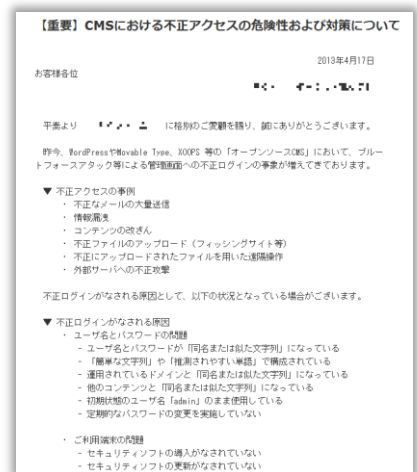 【重要】CMSにおける不正アクセスの危険性および対策について
2013年4月17日
お客様各位
平素より に格別のご愛顧を賜り、誠にありがとうございます。
昨今、WordPressやMovable Type、XOOPS 等の「オープンソースCMS」において、ブルー
トフォースアタック等による管理画面への不正ログインの事象が増えてきております。
▼ 不正アクセスの事例
・ 不正なメールの大量送信
・ 情報漏洩
・ コンテンツの改ざん
・ 不正ファイルのアップロード（フィッシングサイト等）
・ 不正にアップロードされたファイルを用いた遠隔操作
・ 外部サーバへの不正攻撃
不正ログインがなされる原因として、以下の状況となっている場合がございます。
▼ 不正ログインがなされる原因
・ ユーザ名とパスワードの問題
- ユーザ名とパスワードが「同名または似た文字列」になっている
- 「簡単な文字列」や「推測されやすい単語」で構成されている
- 運用されているドメインと「同名または似た文字列」になっている
- 他のコンテンツと「同名または似た文字列」になっている
- 初期状態のユーザ名「admin」のまま使用している
- 定期的なパスワードの変更を実施していない
・ ご利用端末の問題
- セキュリティソフトの導入がなされていない
- セキュリティソフトの更新がなされていない